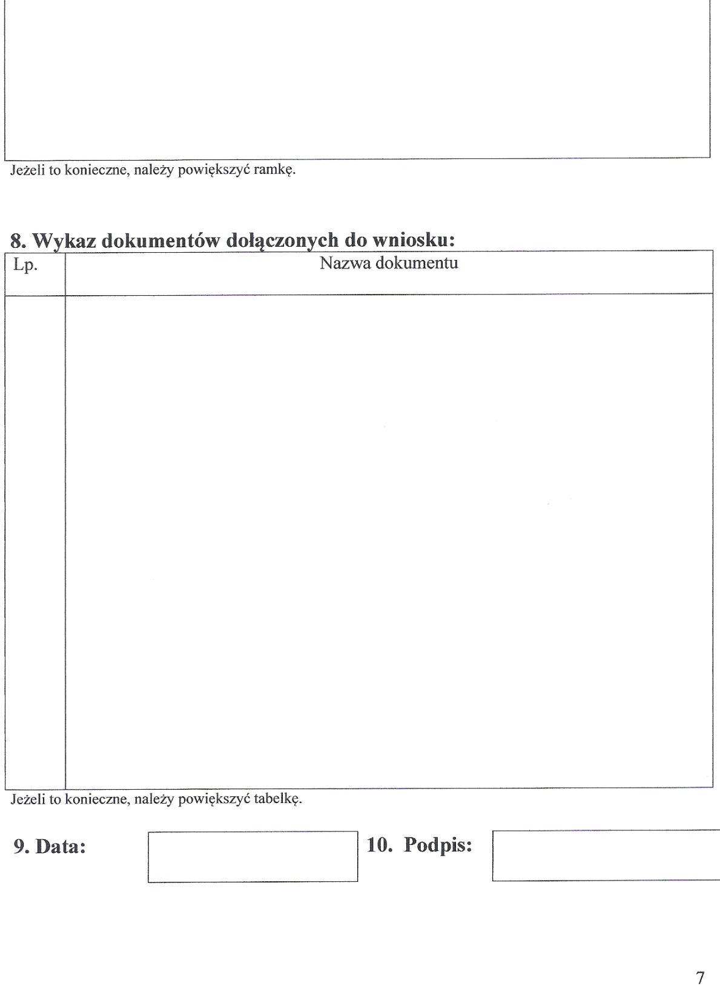 Jeżeli to konieczne, należy powiększyć ramkę.
8. Wykaz dokumentów dołączonych do wniosku:
Lp. Nazwa dokumentu
Jeżeli to konieczne, należy powiększyć tabelkę.
9. Data: 10. Podpis:
7